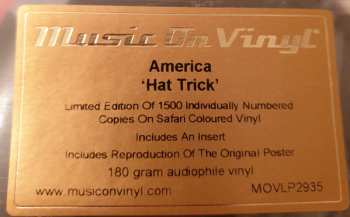 Music On Vinyl
America
'Hat Trick'
Limited Edition Of 1500 Individually Numbered
Copies On Safari Coloured Vinyl
Includes An Insert
Includes Reproduction Of The Original Poster
180 gram audiophile vinyl
www.musiconvinyl.com MOVLP2935